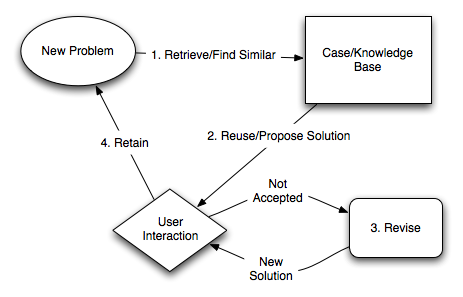 New Problem
1. Retrieve/Find Similar
Case/Knowledge
Base
2. Reuse/Propose Solution
4. Retain
Not
Accepted
User
Interaction
3. Revise
New
Solution